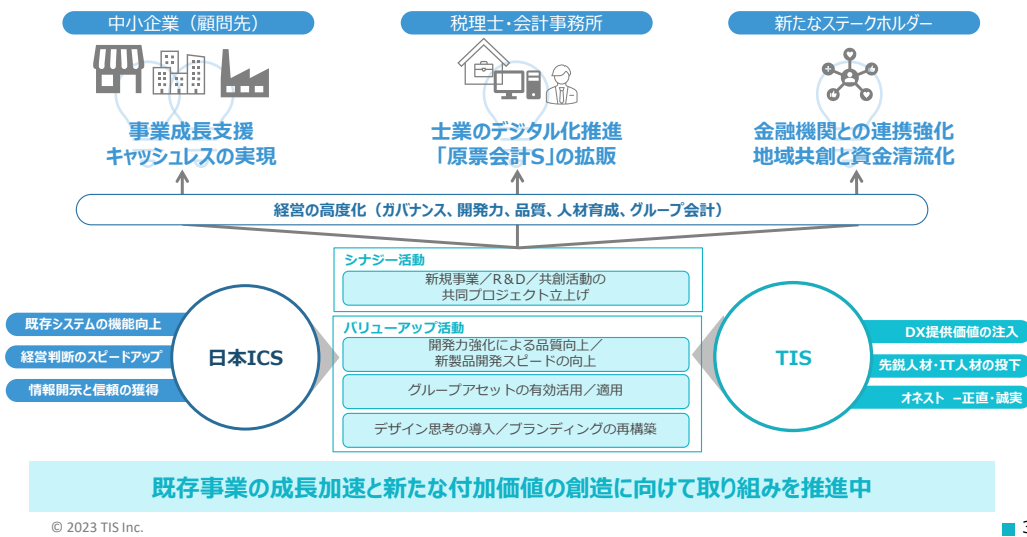 中小企業（顧問先）
税理士・会計事務所
新たなステークホルダー
事業成長支援
キャッシュレスの実現
士業のデジタル化推進
「原票会計S」の拡販
金融機関との連携強化
地域共創と資金清流化
経営の高度化（ガバナンス、開発力、品質、人材育成、グループ会計）
シナジー活動
新規事業／R＆D／共創活動の
共同プロジェクト立上げ
バリューアップ活動
開発力強化による品質向上／
新製品開発スピードの向上
グループアセットの有効活用／適用
デザイン思考の導入／ブランディングの再構築
既存システムの機能向上
経営判断のスピードアップ
情報開示と信頼の獲得
日本ICS
TIS
DX提供価値の注入
先鋭人材・IT人材の投下
オネスト －正直・誠実
既存事業の成長加速と新たな付加価値の創造に向けて取り組みを推進中
© 2023 TIS Inc.